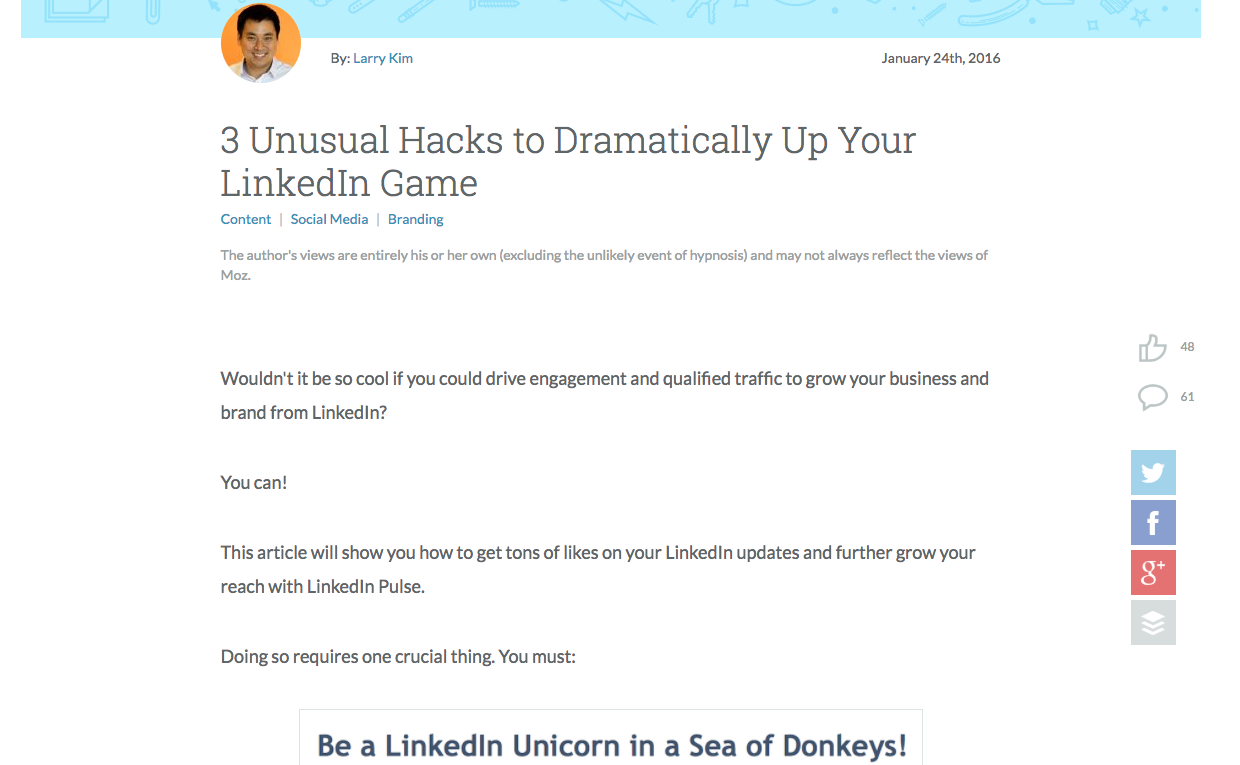 By: Larry Kim
January 24th, 2016
3 Unusual Hacks to Dramatically Up Your
LinkedIn Game
Content | Social Media | Branding
The author's views are entirely his or her own (excluding the unlikely event of hypnosis) and may not always reflect the views of
Moz.
48
Wouldn't it be so cool if you could drive engagement and qualified traffic to grow your business and
61
brand from LinkedIn?
You can!
This article will show you how to get tons of likes on your LinkedIn updates and further grow your
reach with LinkedIn Pulse.
g+
Doing so requires one crucial thing. You must:
Be a LinkedIn Unicorn in a Sea of Donkeys!